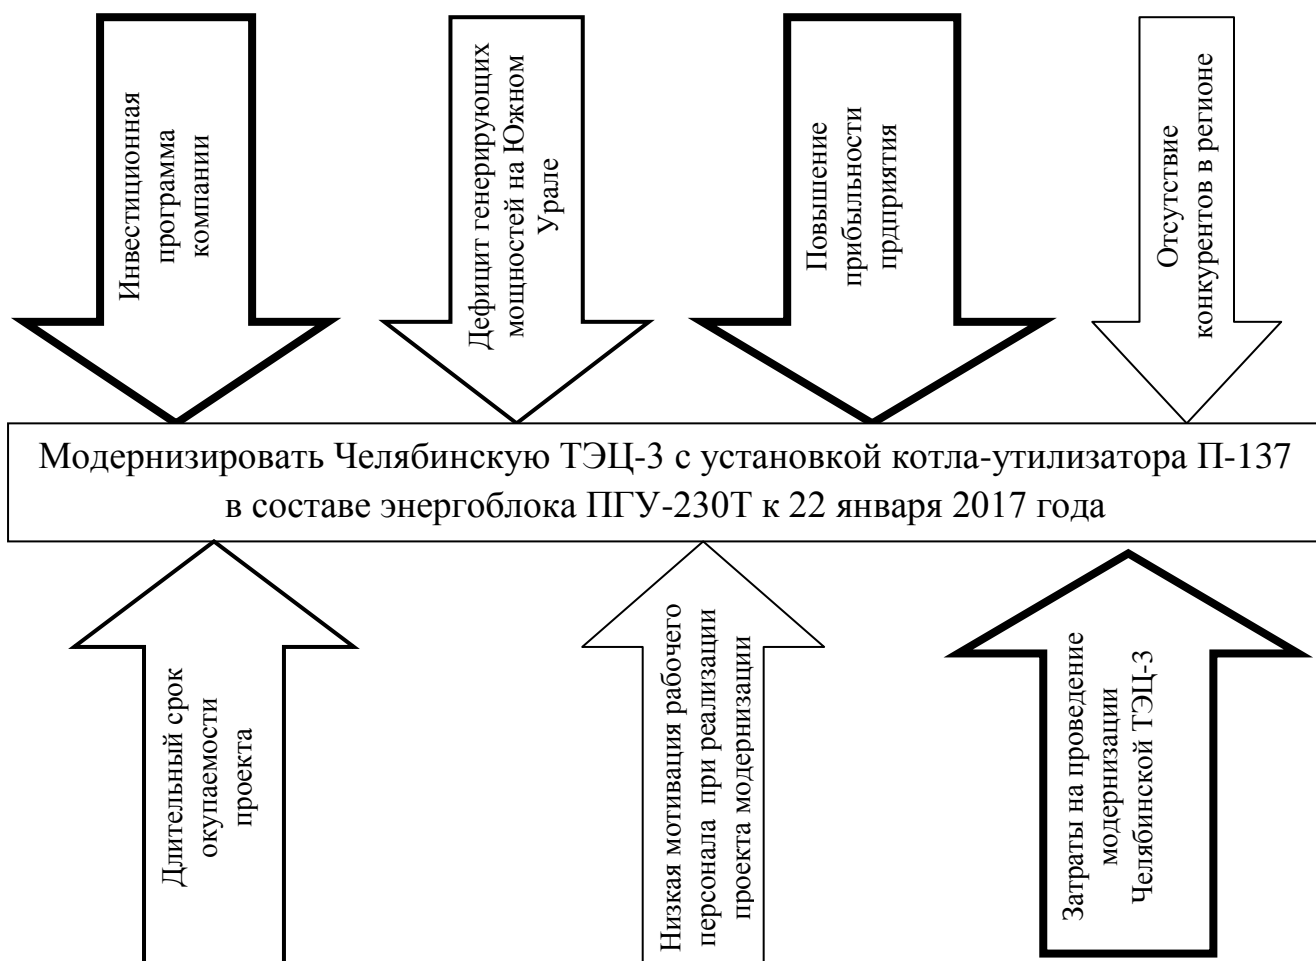 Инвестиционная
программа
компании
Дефицит генерирующих
мощностей на Южном
Урале
Повышение
прибыльности
прдприятия
Отсутствие
конкурентов в регионе
Модернизировать Челябинскую ТЭЦ-3 с установкой котла-утилизатора П-137
в составе энергоблока ПГУ-230Т к 22 января 2017 года
Длительный срок
окупаемости
проекта
Низкая мотивация рабочего
персонала при реализации
проекта модернизации
Затраты на проведение
модернизации
Челябинской ТЭЦ-3